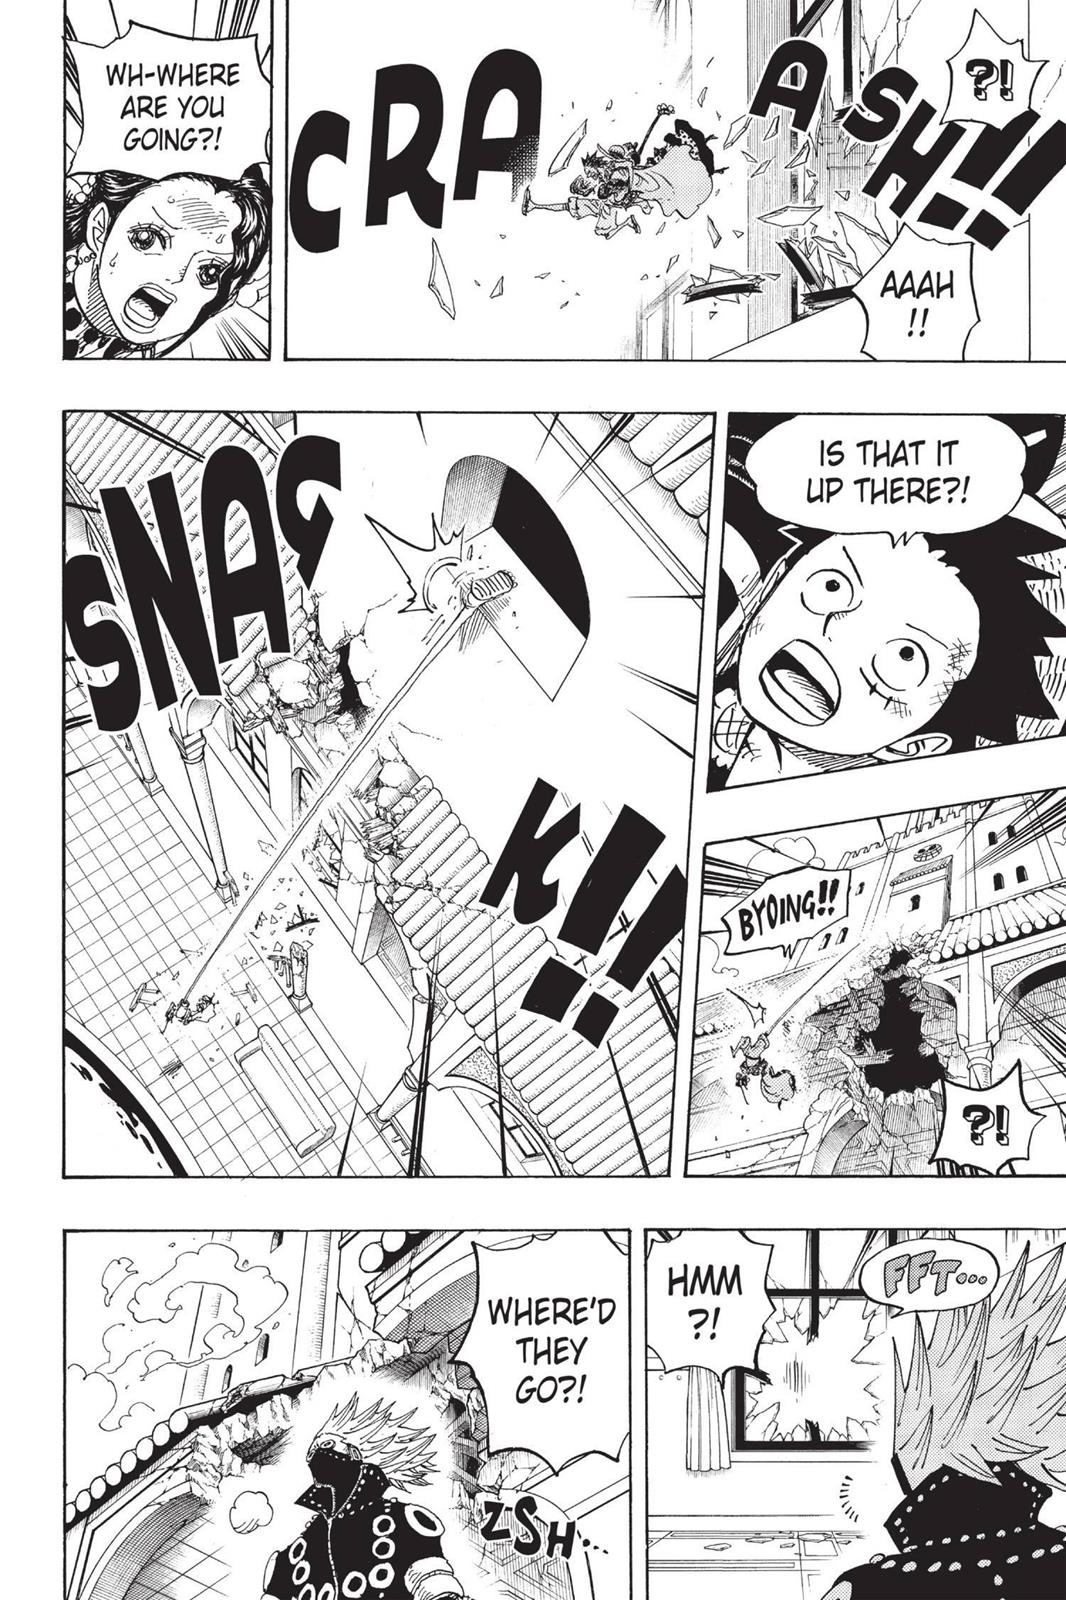 ?!
CRA
ASH!!
AAAH
!!
WH-WHERE
ARE YOU
GOING?!
IS THAT IT
UP THERE?!
SNAC
K!!
BYOING!!
?!
FFT...
HMM
?!
WHERE'D
THEY
GO?!
ZSH...